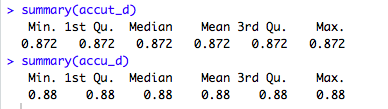 > summary(accut_d)
   Min. 1st Qu.  Median    Mean 3rd Qu.    Max.
  0.872   0.872   0.872   0.872   0.872   0.872
> summary(accu_d)
   Min. 1st Qu.  Median    Mean 3rd Qu.    Max.
   0.88    0.88    0.88    0.88    0.88    0.88